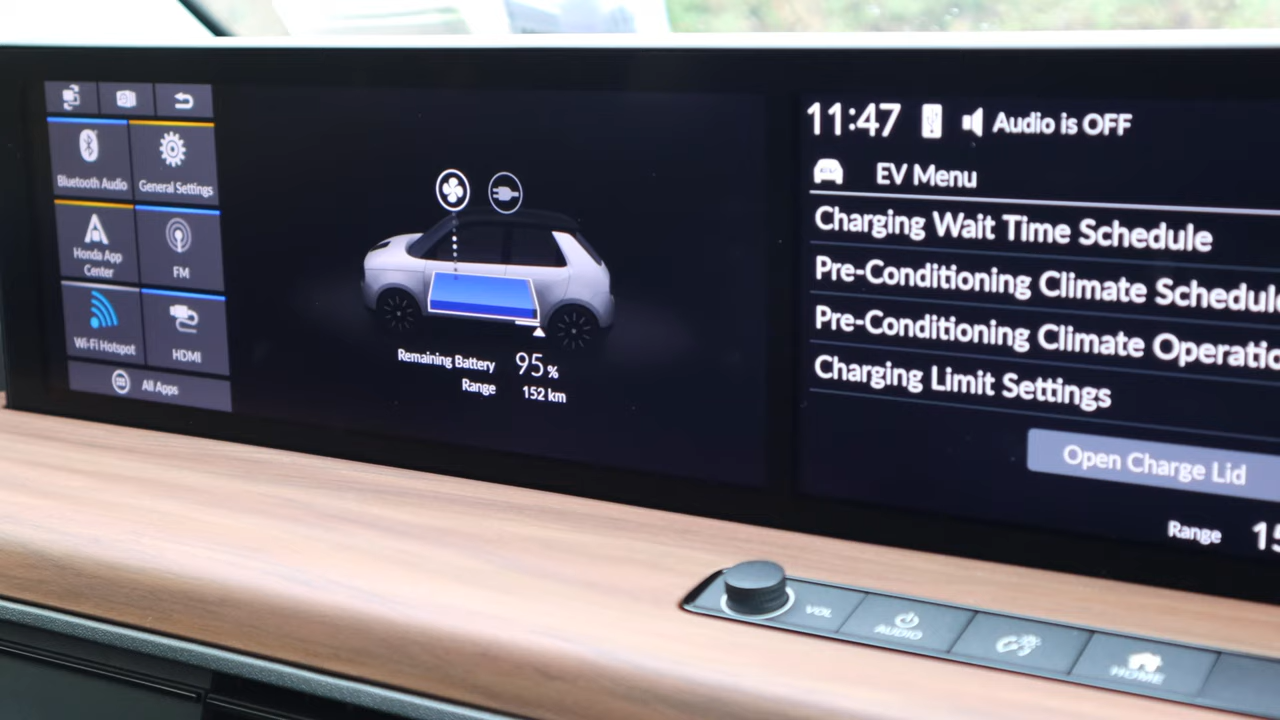 Bluetooth Audio
General Settings
Honda App
Center
FM
Wi-Fi Hotspot
HDMI
All Apps
Remaining Battery 95%
Range 152 km
11:47 Audio is OFF
EV EV Menu
Charging Wait Time Schedule
Pre-Conditioning Climate Schedule
Pre-Conditioning Climate Operatio
Charging Limit Settings
Open Charge Lid
Range 15
VOL
AUDIO
HOME